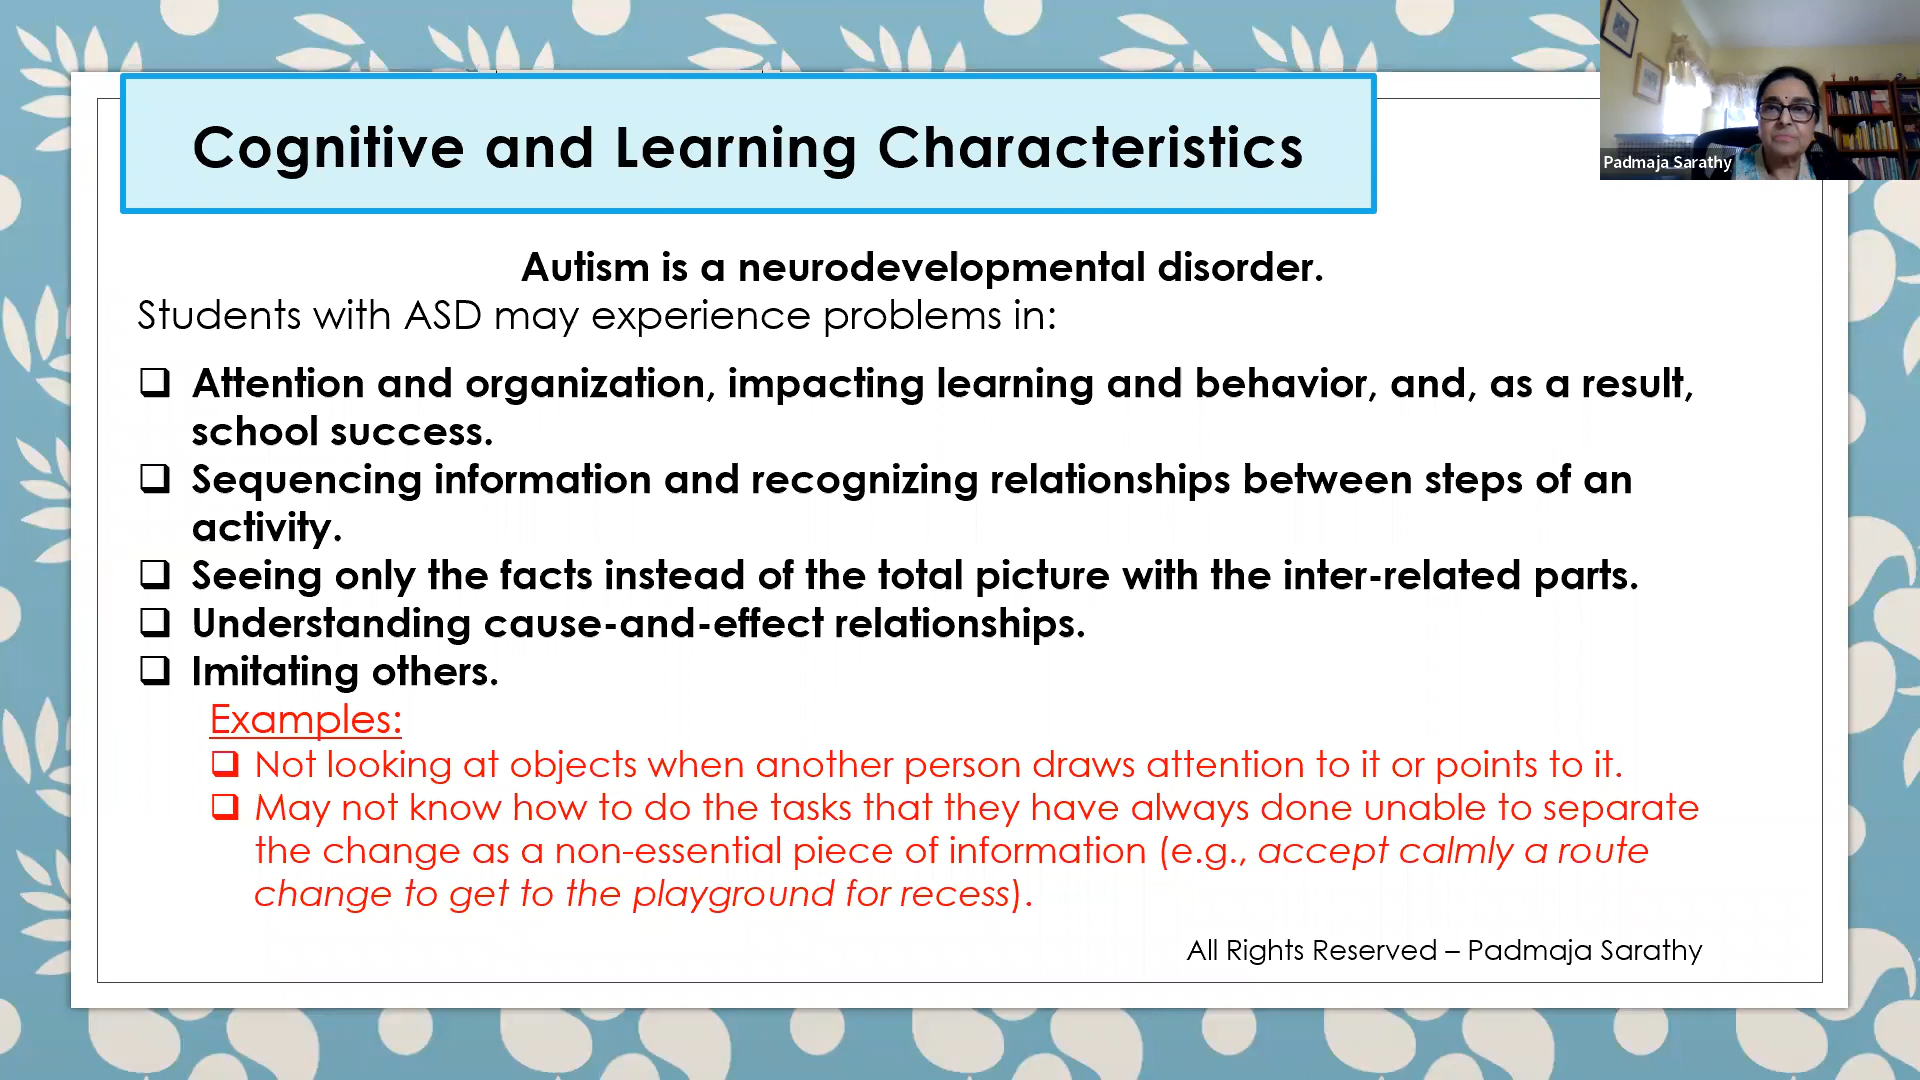 Cognitive and Learning Characteristics
Padmaja Sarathy
Autism is a neurodevelopmental disorder.
Students with ASD may experience problems in:
❑ Attention and organization, impacting learning and behavior, and, as a result,
school success.
❑ Sequencing information and recognizing relationships between steps of an
activity.
❑ Seeing only the facts instead of the total picture with the inter-related parts.
❑ Understanding cause-and-effect relationships.
❑ Imitating others.
Examples:
❑ Not looking at objects when another person draws attention to it or points to it.
❑ May not know how to do the tasks that they have always done unable to separate
the change as a non-essential piece of information (e.g., accept calmly a route
change to get to the playground for recess).
All Rights Reserved – Padmaja Sarathy